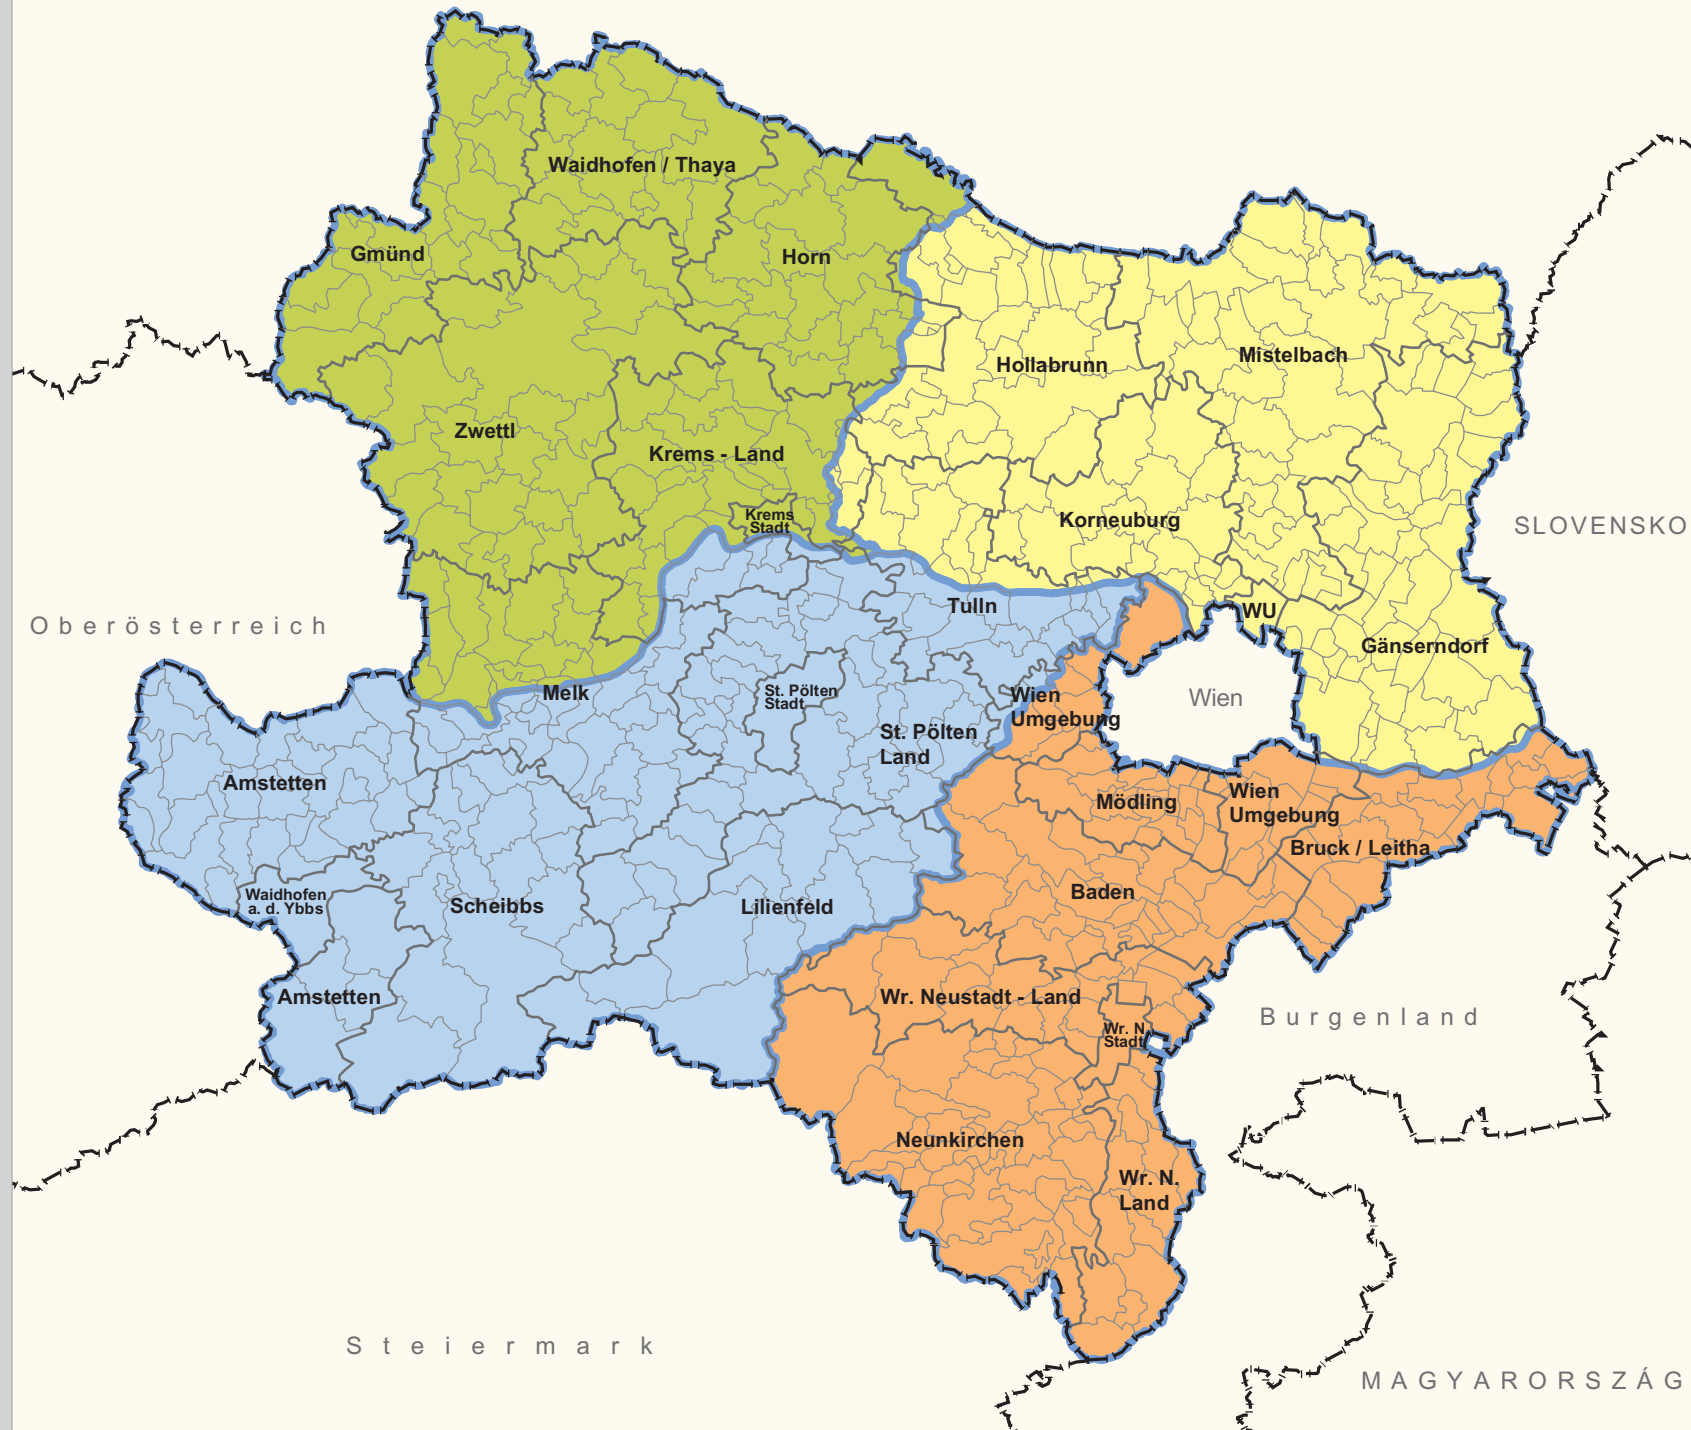 Waidhofen / Thaya
Gmünd
Horn
Hollabrunn
Mistelbach
Zwettl
Krems - Land
Krems
Stadt
Korneuburg
SLOVENSKO
Oberösterreich
Tulln
WU
Gänserndorf
Melk
St. Pölten
Stadt
Wien
Umgebung
Wien
St. Pölten
Land
Amstetten
Mödling
Wien
Umgebung
Bruck / Leitha
Waidhofen
a. d. Ybbs
Scheibbs
Lilienfeld
Baden
Amstetten
Wr. Neustadt - Land
Wr. N.
Stadt
Burgenland
Neunkirchen
Wr. N.
Land
Steiermark
MAGYARORSZÁG